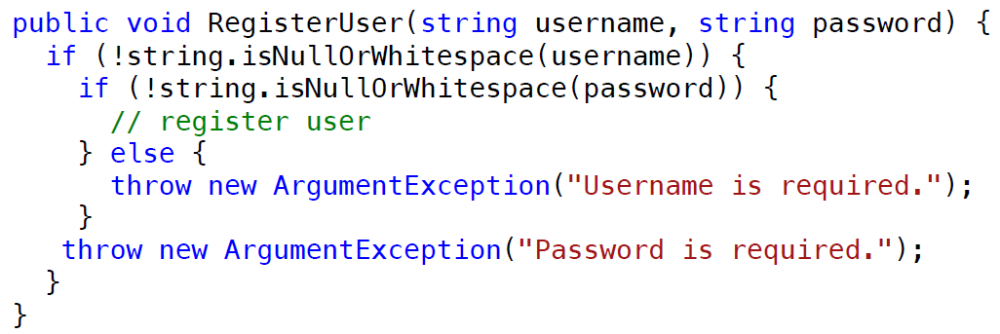 public void RegisterUser(string username, string password) {
  if (!string.isNullOrWhitespace(username)) {
    if (!string.isNullOrWhitespace(password)) {
      // register user
    } else {
      throw new ArgumentException("Username is required.");
    }
   throw new ArgumentException("Password is required.");
  }
}